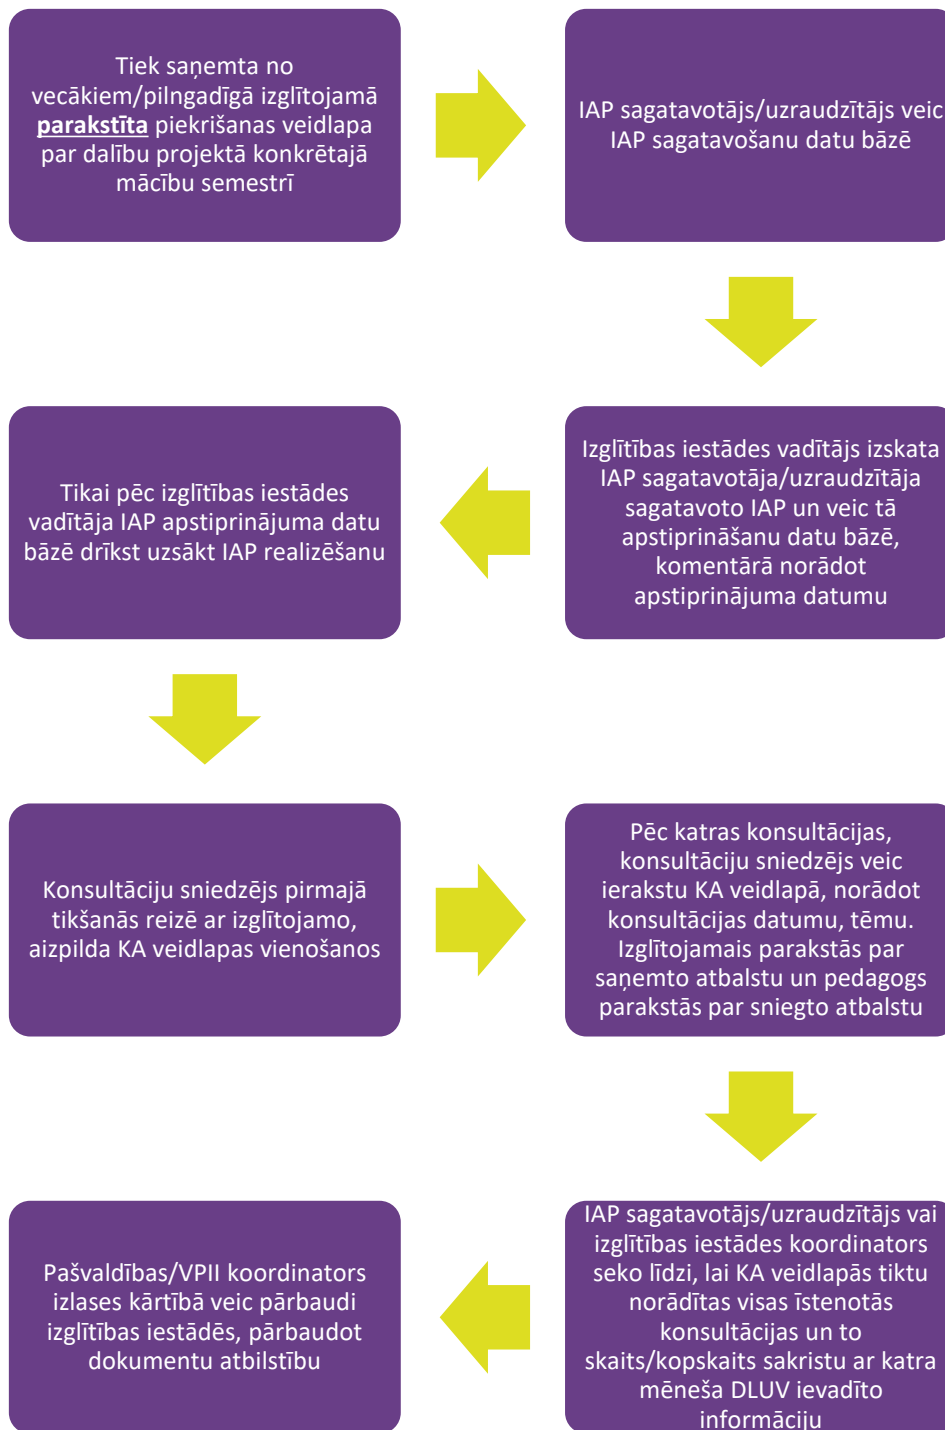 Tiek saņemta no
vecākiem/pilngadīgā izglītojamā
parakstīta piekrišanas veidlapa
par dalību projektā konkrētajā
mācību semestrī
IAP sagatavotājs/uzraudzītājs veic
IAP sagatavošanu datu bāzē
Izglītības iestādes vadītājs izskata
IAP sagatavotāja/uzraudzītāja
sagatavoto IAP un veic tā
apstiprināšanu datu bāzē,
komentārā norādot
apstiprinājuma datumu
Tikai pēc izglītības iestādes
vadītāja IAP apstiprinājuma datu
bāzē drīkst uzsākt IAP realizēšanu
Konsultāciju sniedzējs pirmajā
tikšanās reizē ar izglītojamo,
aizpilda KA veidlapas vienošanos
Pēc katras konsultācijas,
konsultāciju sniedzējs veic
ierakstu KA veidlapā, norādot
konsultācijas datumu, tēmu.
Izglītojamais parakstās par
saņemto atbalstu un pedagogs
parakstās par sniegto atbalstu
IAP sagatavotājs/uzraudzītājs vai
izglītības iestādes koordinators
seko līdzi, lai KA veidlapās tiktu
norādītas visas īstenotās
konsultācijas un to
skaits/kopskaits sakristu ar katra
mēneša DLUV ievadīto
informāciju
Pašvaldības/VPII koordinators
izlases kārtībā veic pārbaudi
izglītības iestādēs, pārbaudot
dokumentu atbilstību